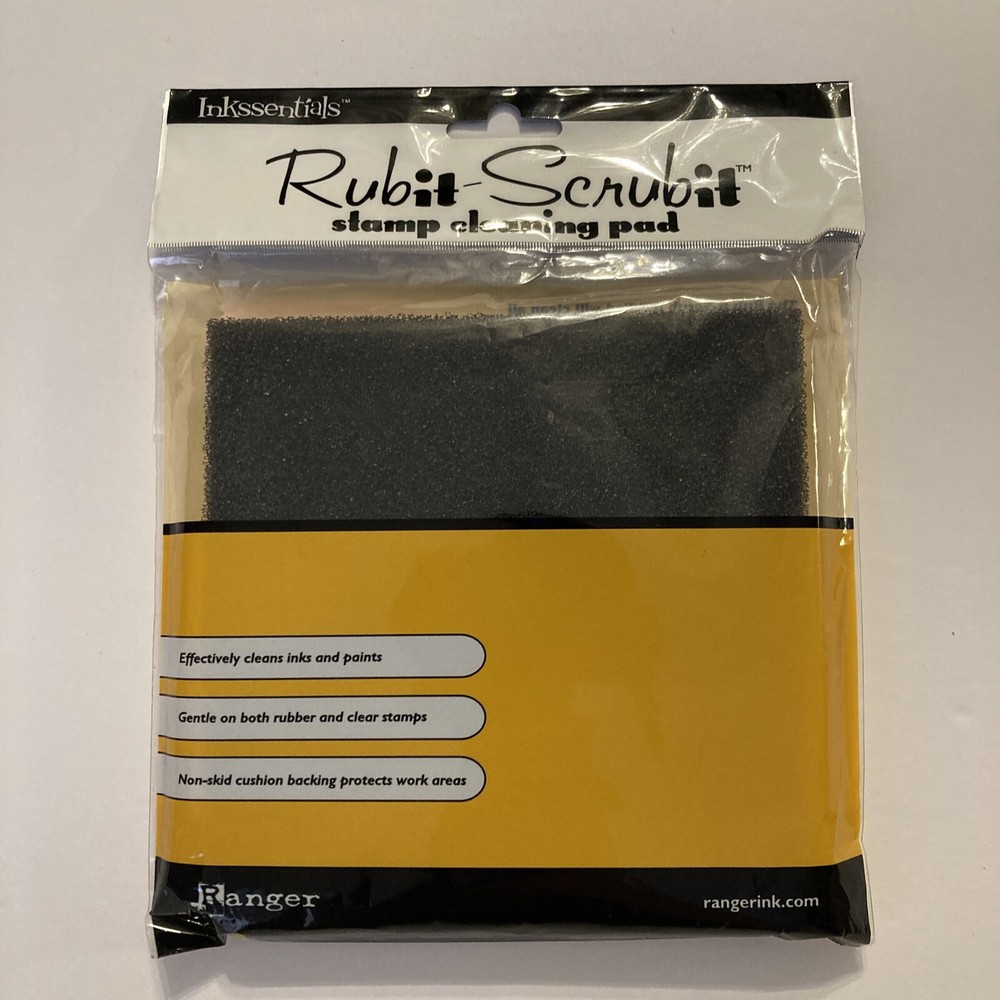 Inkssentials™
Rubit-Scrubit™
stamp cleaning pad
Effectively cleans inks and paints
Gentle on both rubber and clear stamps
Non-skid cushion backing protects work areas
Ranger
rangerink.com